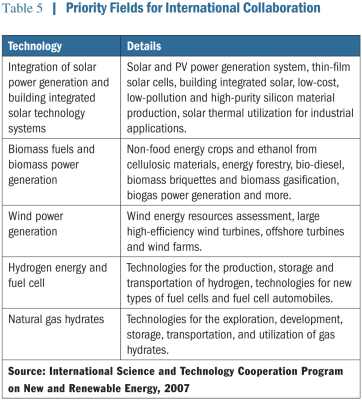 Table 5 | Priority Fields for International Collaboration
Technology Details
Integration of solar power generation and building integrated solar technology systems
Solar and PV power generation system, thin-film solar cells, building integrated solar, low-cost, low-pollution and high-purity silicon material production, solar thermal utilization for industrial applications.
Biomass fuels and biomass power generation
Non-food energy crops and ethanol from cellulosic materials, energy forestry, bio-diesel, biomass briquettes and biomass gasification, biogas power generation and more.
Wind power generation
Wind energy resources assessment, large high-efficiency wind turbines, offshore turbines and wind farms.
Hydrogen energy and fuel cell
Technologies for the production, storage and transportation of hydrogen, technologies for new types of fuel cells and fuel cell automobiles.
Natural gas hydrates
Technologies for the exploration, development, storage, transportation, and utilization of gas hydrates.
Source: International Science and Technology Cooperation Program on New and Renewable Energy, 2007